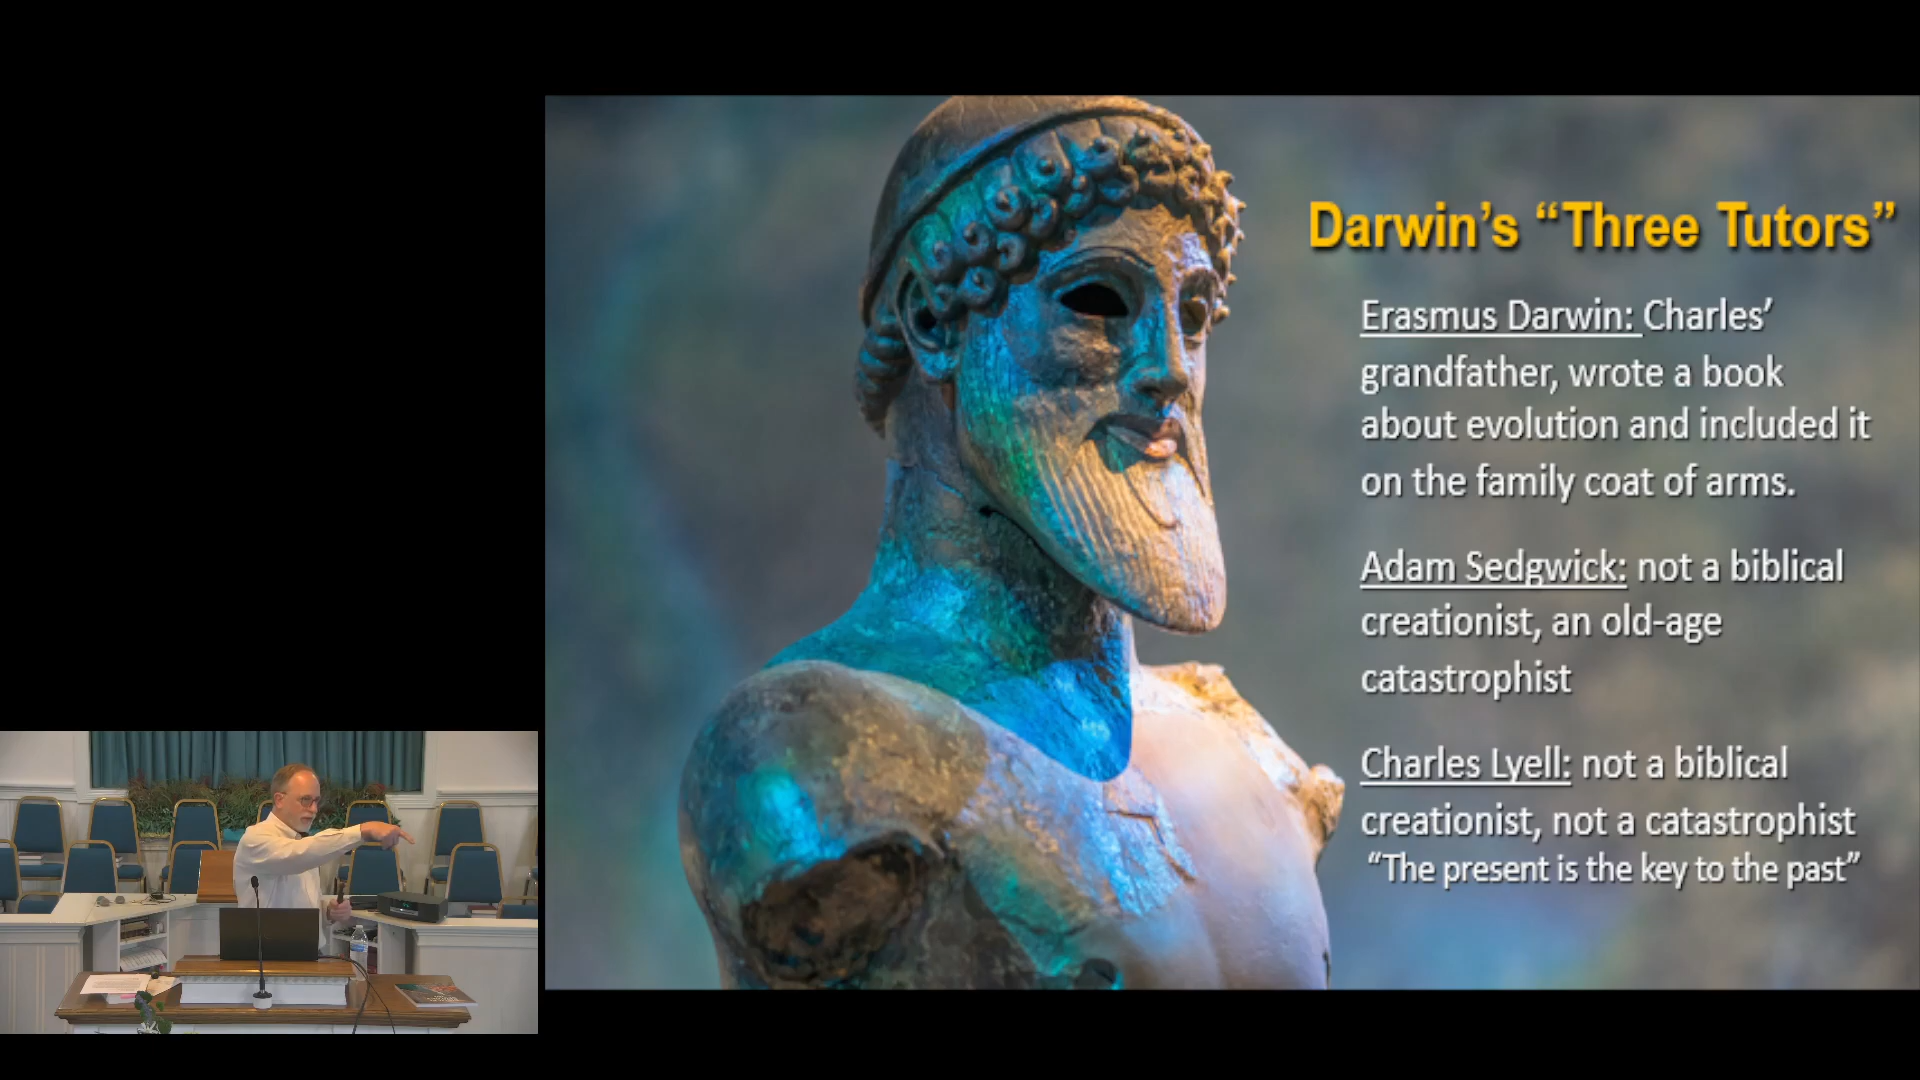 Darwin’s “Three Tutors”
Erasmus Darwin: Charles’
grandfather, wrote a book
about evolution and included it
on the family coat of arms.
Adam Sedgwick: not a biblical
creationist, an old-age
catastrophist
Charles Lyell: not a biblical
creationist, not a catastrophist
“The present is the key to the past”